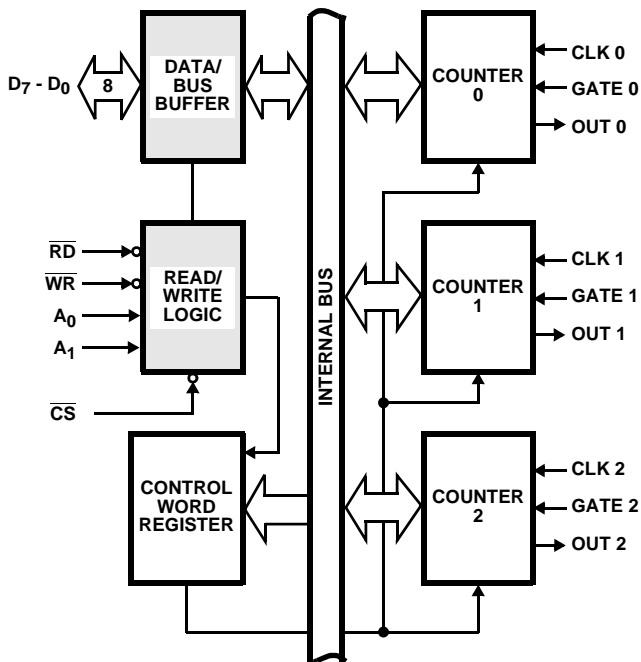 D7 - D0
8
DATA/
BUS
BUFFER
COUNTER
0
CLK 0
GATE 0
OUT 0
RD
WR
A0
A1
CS
READ/
WRITE
LOGIC
INTERNAL BUS
COUNTER
1
CLK 1
GATE 1
OUT 1
CONTROL
WORD
REGISTER
COUNTER
2
CLK 2
GATE 2
OUT 2